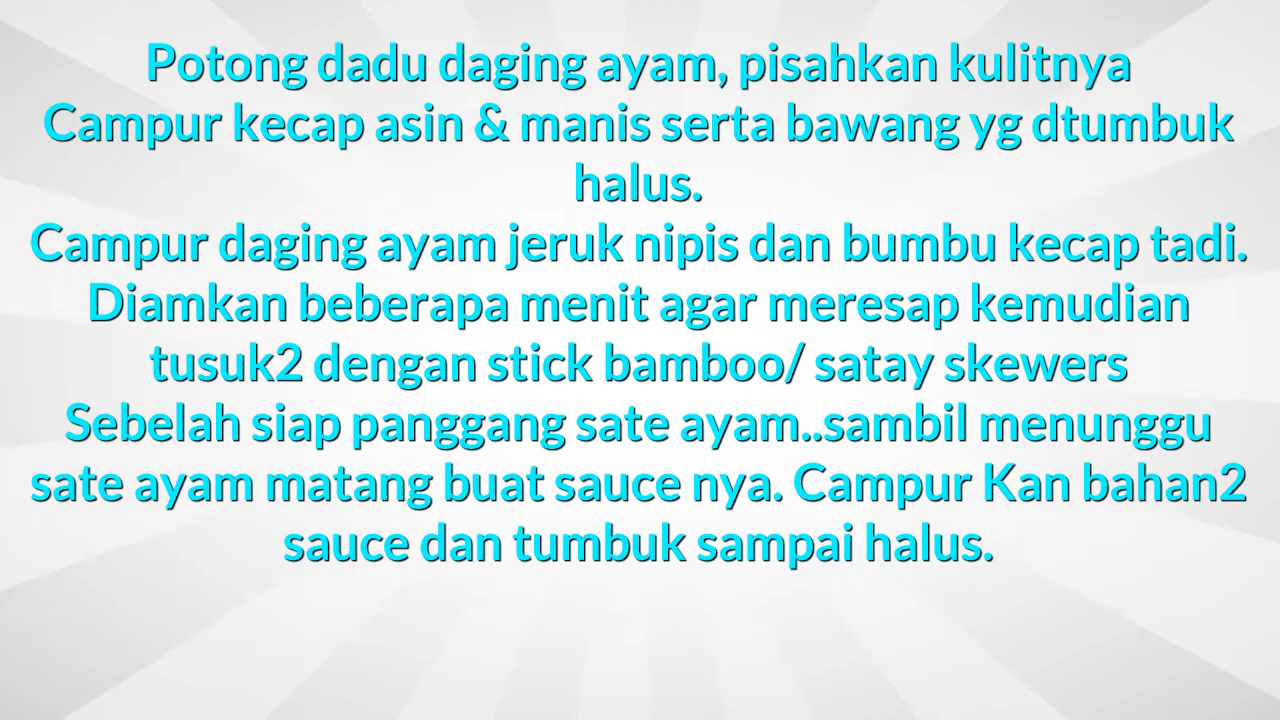 Potong dadu daging ayam, pisahkan kulitnya
Campur kecap asin & manis serta bawang yg dtumbuk
halus.
Campur daging ayam jeruk nipis dan bumbu kecap tadi.
Diamkan beberapa menit agar meresap kemudian
tusuk2 dengan stick bamboo/ satay skewers
Sebelah siap panggang sate ayam..sambil menunggu
sate ayam matang buat sauce nya. Campur Kan bahan2
sauce dan tumbuk sampai halus.